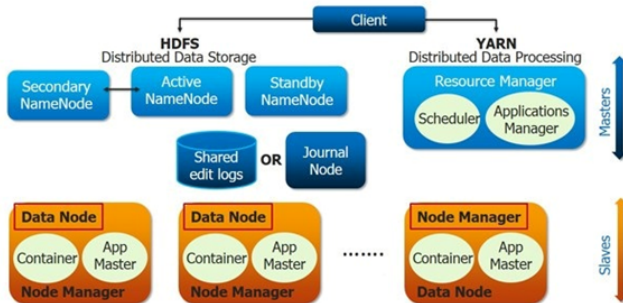 Client
HDFS
Distributed Data Storage
YARN
Distributed Data Processing
Secondary
NameNode
Active
NameNode
Standby
NameNode
Resource Manager
Scheduler
Applications
Manager
Masters
Shared
edit logs
OR
Journal
Node
Data Node
Container
App
Master
Node Manager
Data Node
Container
App
Master
Node Manager
.......
Node Manager
Container
App
Master
Data Node
Slaves